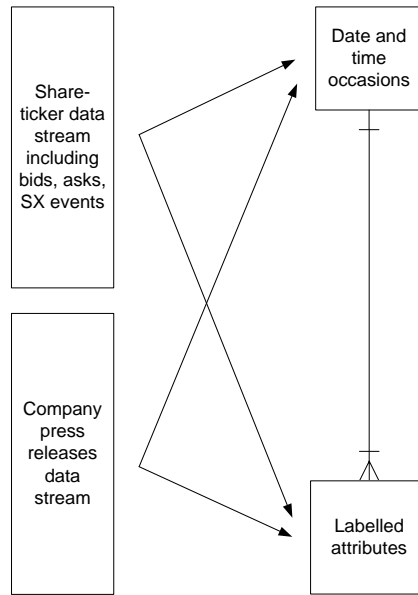 Share-
ticker data
stream
including
bids, asks,
SX events
Date and
time
occasions
Company
press
releases
data
stream
Labelled
attributes